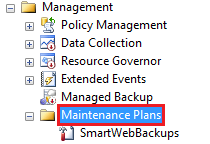 Management
Policy Management
Data Collection
Resource Governor
Extended Events
Managed Backup
Maintenance Plans
SmartWebBackups